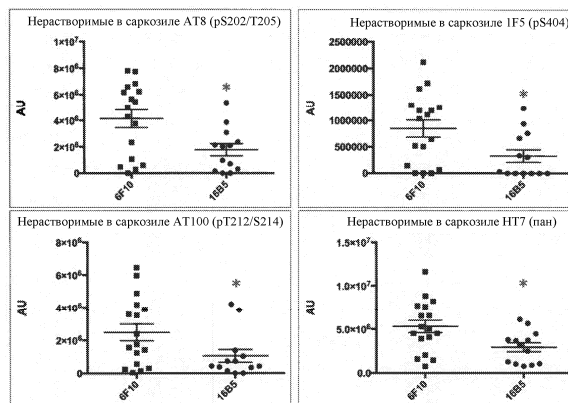 Нерастворимые в саркозиле AT8 (pS202/T205)
1×10⁷
8×10⁶
6×10⁶
4×10⁶
2×10⁶
0
AU
*
6F10
16B5
Нерастворимые в саркозиле 1F5 (pS404)
2500000
2000000
1500000
1000000
500000
0
AU
*
6F10
16B5
Нерастворимые в саркозиле AT100 (pT212/S214)
8×10⁶
6×10⁶
4×10⁶
2×10⁶
0
AU
*
6F10
16B5
Нерастворимые в саркозиле HT7 (пан)
1.5×10⁷
1.0×10⁷
5.0×10⁶
0.0
AU
*
6F10
16B5